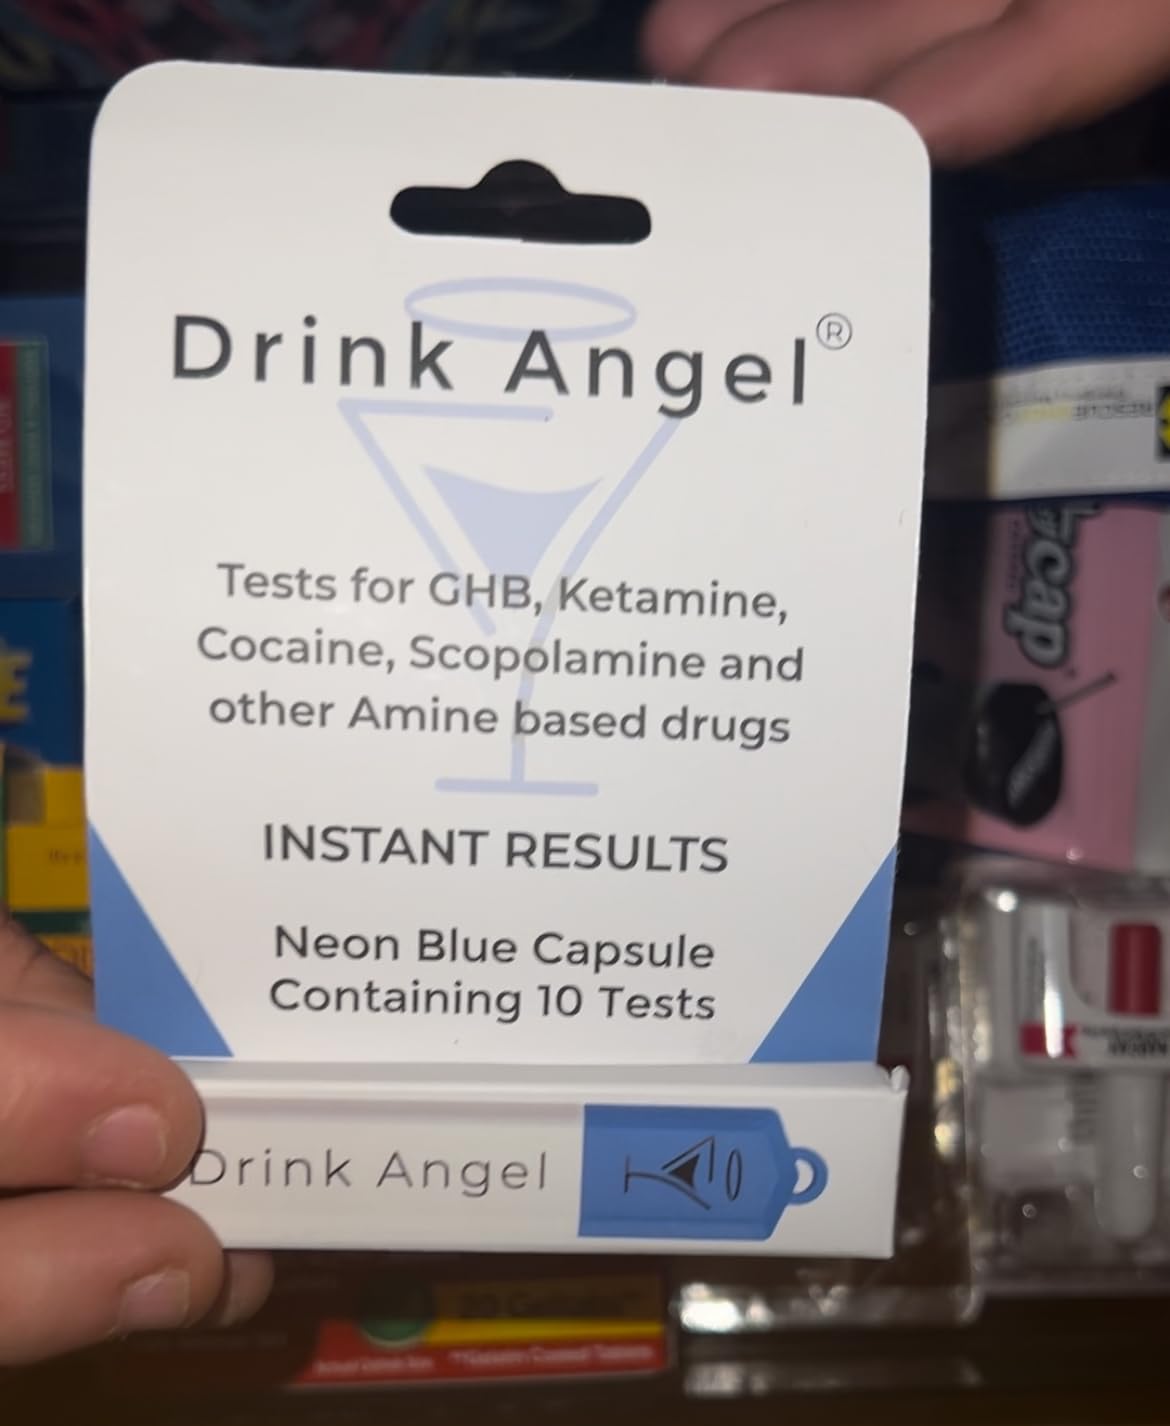 Drink Angel®
Tests for GHB, Ketamine,
Cocaine, Scopolamine and
other Amine based drugs
INSTANT RESULTS
Neon Blue Capsule
Containing 10 Tests
Drink Angel
cap